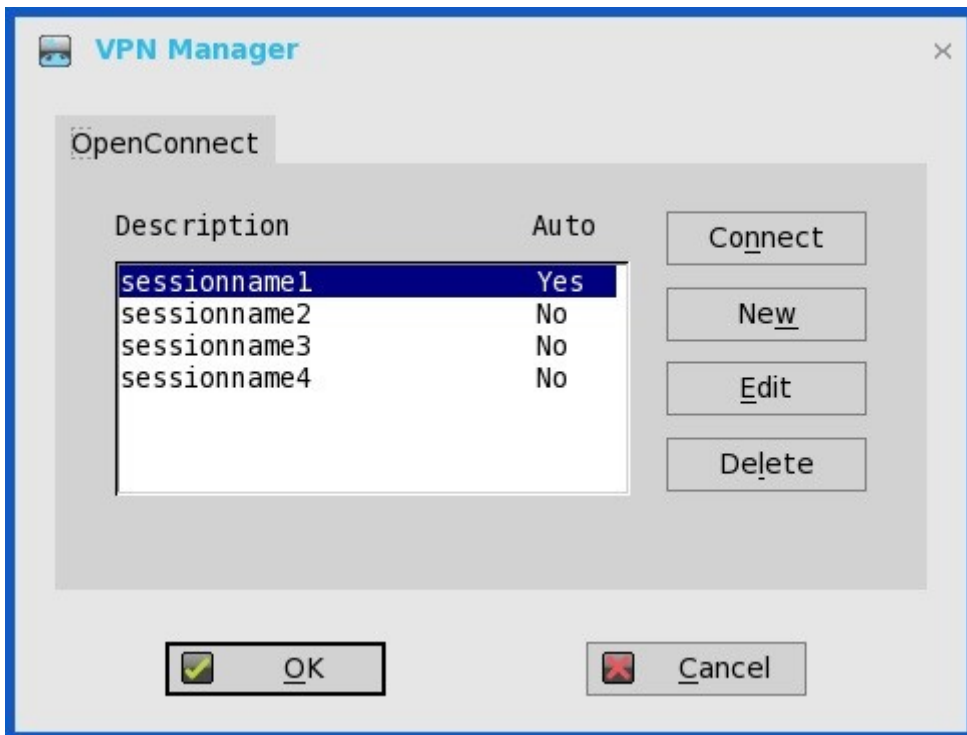 VPN Manager
OpenConnect
Description Auto
sessionname1 Yes
sessionname2 No
sessionname3 No
sessionname4 No
Connect
New
Edit
Delete
OK
Cancel